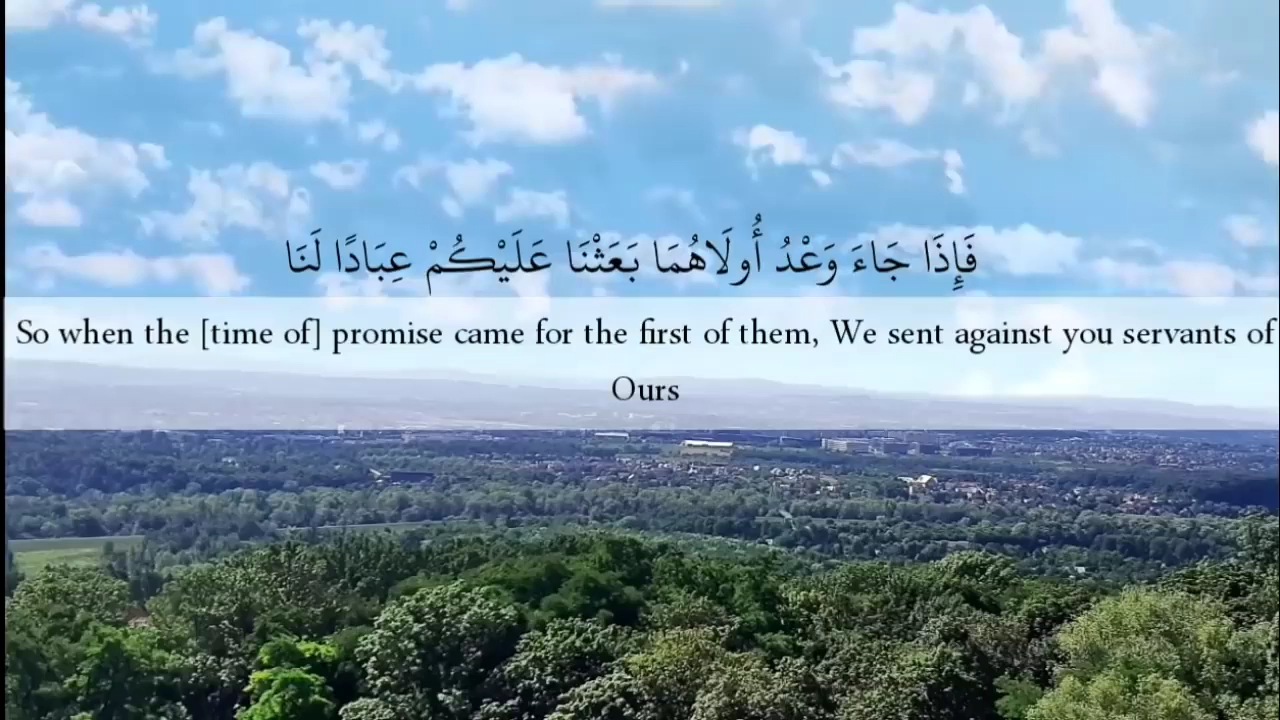 فَإِذَا جَاءَ وَعْدُ أُولَاهُمَا بَعَثْنَا عَلَيْكُمْ عِبَادًا لَنَا
So when the [time of] promise came for the first of them, We sent against you servants of
Ours